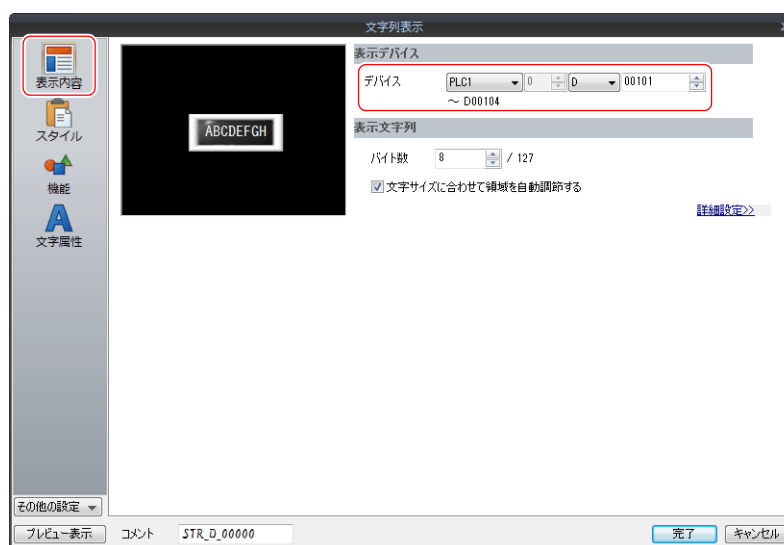 文字列表示
表示内容
スタイル
機能
文字属性
その他の設定
ABCDEFGH
表示デバイス
デバイス PLC1 0 D 00101
～ D00104
表示文字列
バイト数 8 / 127
文字サイズに合わせて領域を自動調節する
詳細設定>>
プレビュー表示 コメント STR_D_00000 完了 キャンセル